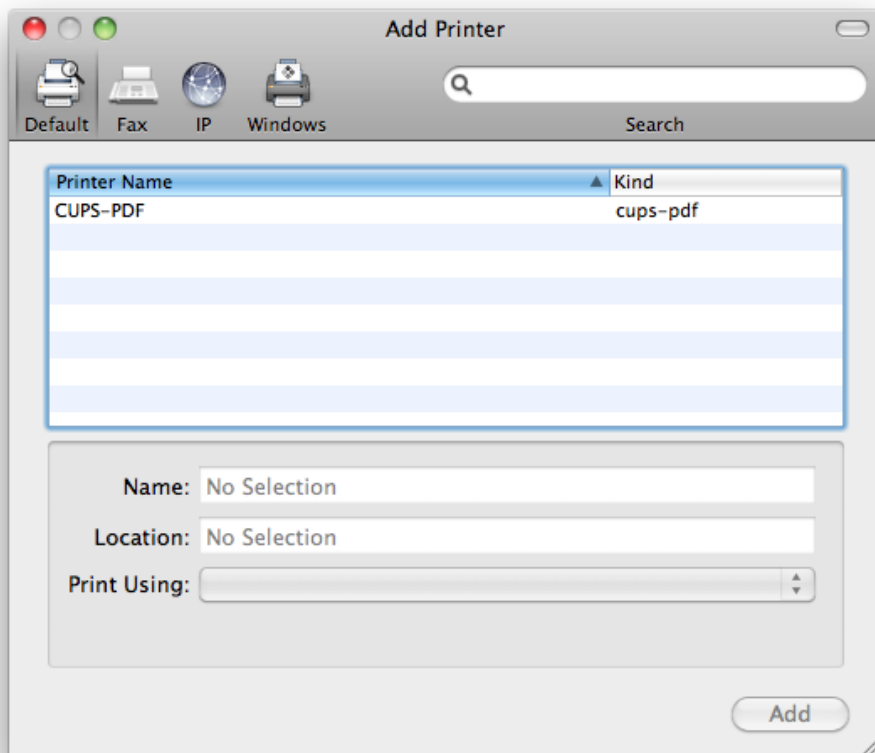 Add Printer
Default Fax IP Windows Search
Printer Name Kind
CUPS-PDF cups-pdf
Name: No Selection
Location: No Selection
Print Using:
Add